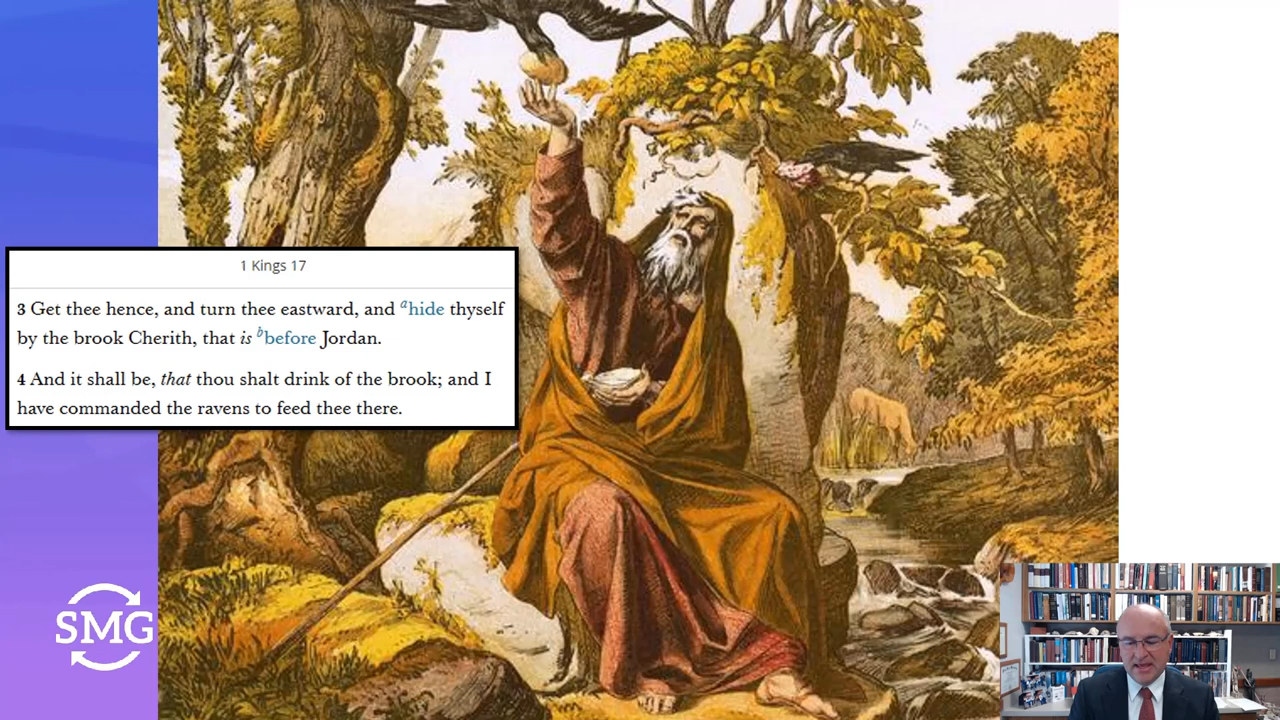 1 Kings 17
3 Get thee hence, and turn thee eastward, and ahide thyself
by the brook Cherith, that is bbefore Jordan.
4 And it shall be, that thou shalt drink of the brook; and I
have commanded the ravens to feed thee there.
SMG